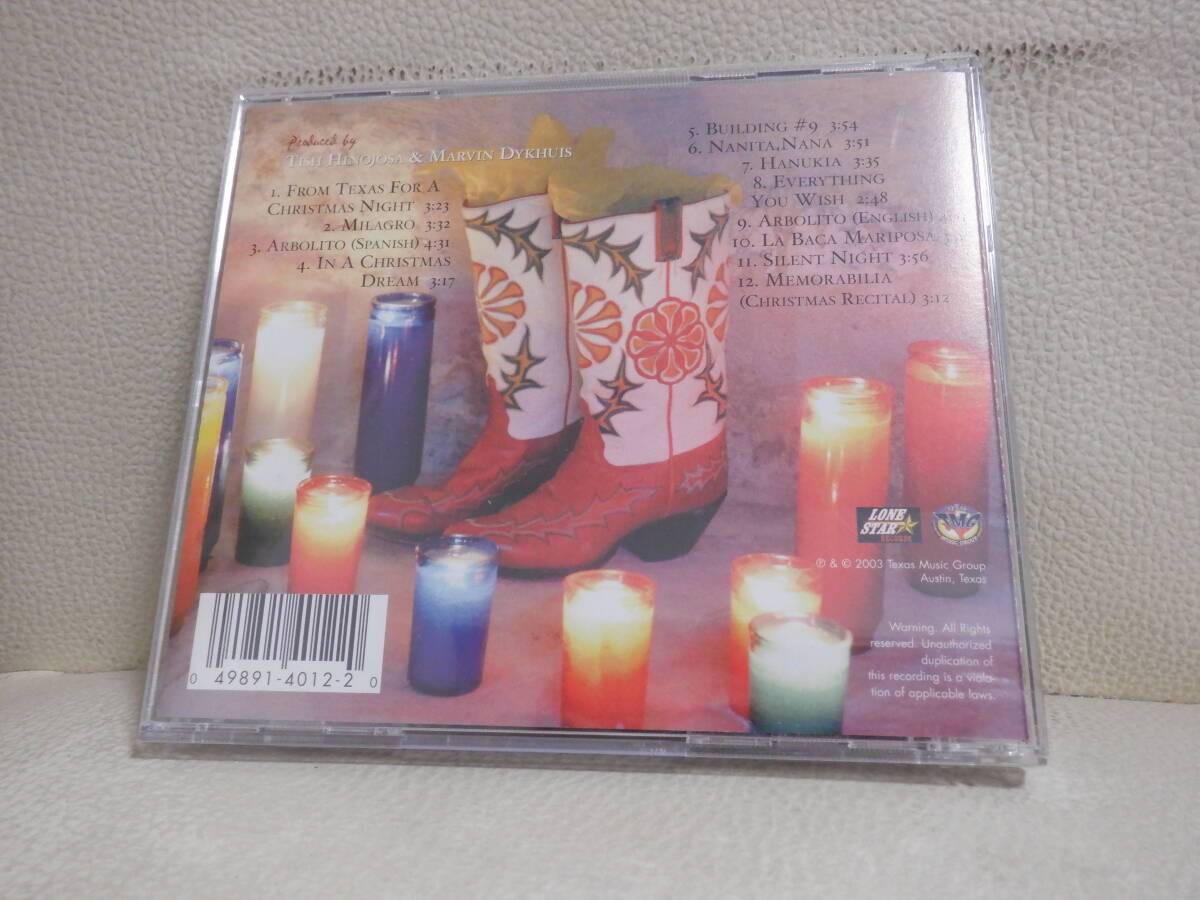 Produced by
TISH HINOJOSA & MARVIN DYKHUIS
1. FROM TEXAS FOR A
CHRISTMAS NIGHT 3:23
2. MILAGRO 3:32
3. ARBOLITO (SPANISH) 4:31
4. IN A CHRISTMAS
DREAM 3:17
5. BUILDING #9 3:54
6. NANITA, NANA 3:51
7. HANUKIA 3:35
8. EVERYTHING
YOU WISH 2:48
9. ARBOLITO (ENGLISH)
10. LA BACA MARIPOSA
11. SILENT NIGHT 3:56
12. MEMORABILIA
(CHRISTMAS RECITAL) 3:12
LONE
STAR
RECORDS
TMG
MUSIC GROUP
℗ & © 2003 Texas Music Group
Austin, Texas
Warning. All Rights
reserved. Unauthorized
duplication of
this recording is a viola-
tion of applicable laws.
0 49891-4012-2 0